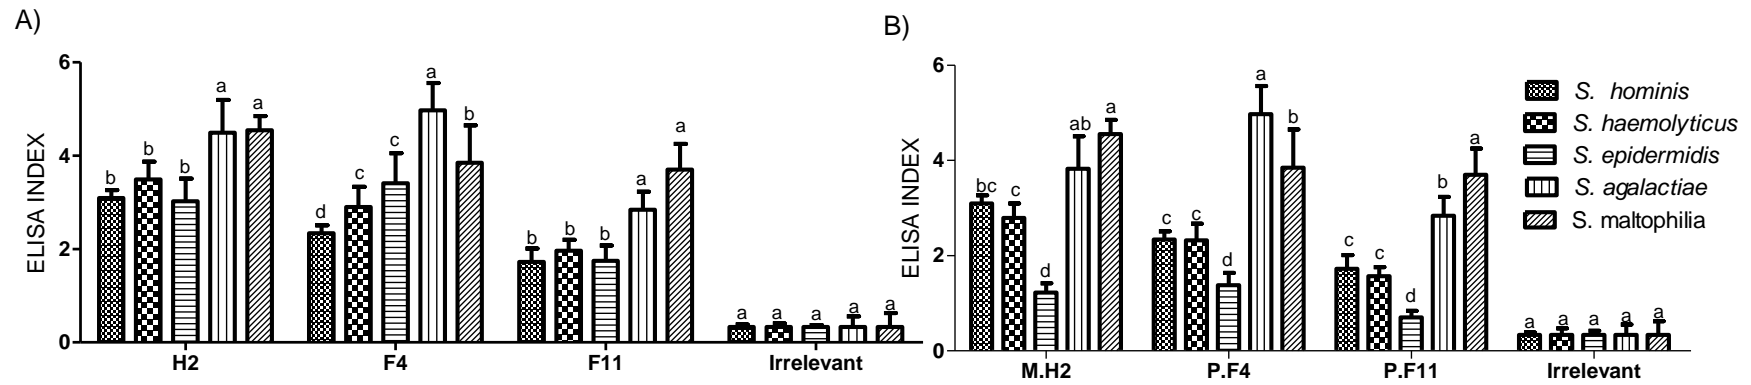 A)
ELISA INDEX
6
4
2
0
b
b
b
a
a
d
c
c
a
b
b
b
b
a
a
a
a
a
a
a
H2
F4
F11
Irrelevant
B)
ELISA INDEX
6
4
2
0
bc
c
d
ab
a
c
c
d
a
b
c
c
d
b
a
a
a
a
a
a
M.H2
P.F4
P.F11
Irrelevant
S. hominis
S. haemolyticus
S. epidermidis
S. agalactiae
S. maltophilia